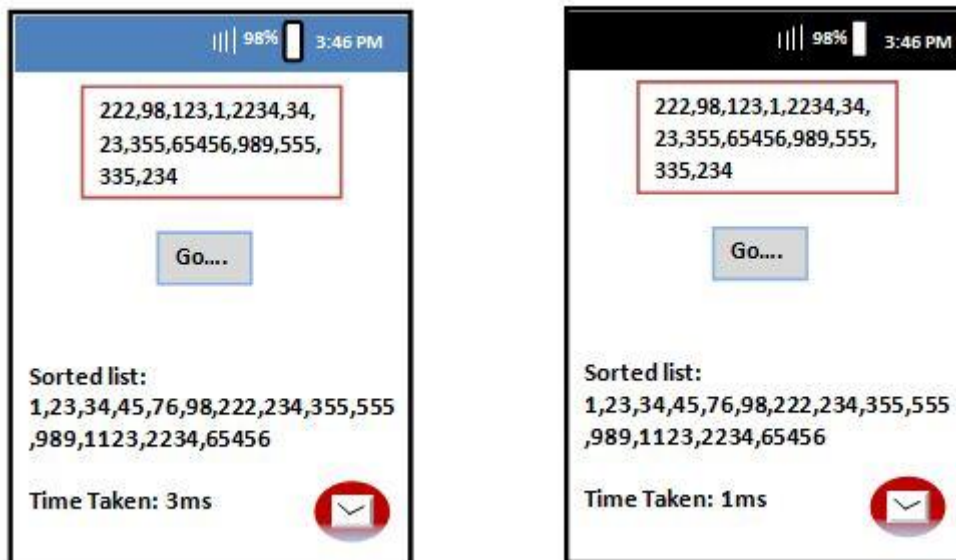 98% 3:46 PM
222,98,123,1,2234,34,
23,355,65456,989,555,
335,234
Go....
Sorted list:
1,23,34,45,76,98,222,234,355,555
,989,1123,2234,65456
Time Taken: 3ms
98% 3:46 PM
222,98,123,1,2234,34,
23,355,65456,989,555,
335,234
Go....
Sorted list:
1,23,34,45,76,98,222,234,355,555
,989,1123,2234,65456
Time Taken: 1ms